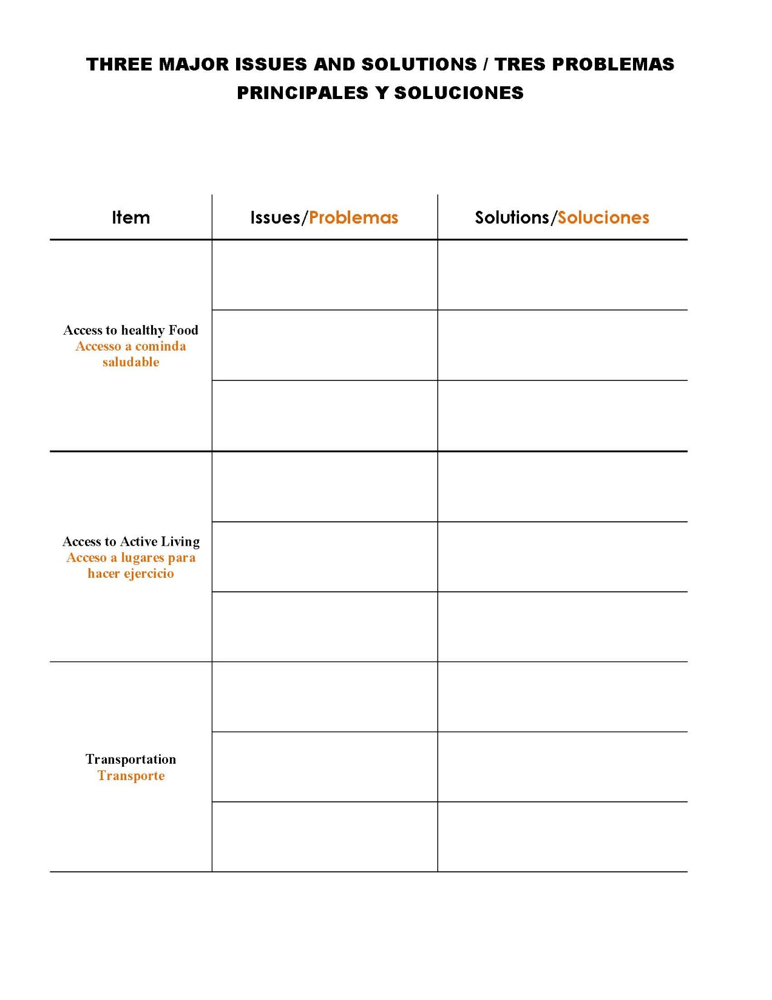 THREE MAJOR ISSUES AND SOLUTIONS / TRES PROBLEMAS
PRINCIPALES Y SOLUCIONES
Item
Issues/Problemas
Solutions/Soluciones
Access to healthy Food
Accesso a cominda
saludable
Access to Active Living
Acceso a lugares para
hacer ejercicio
Transportation
Transporte